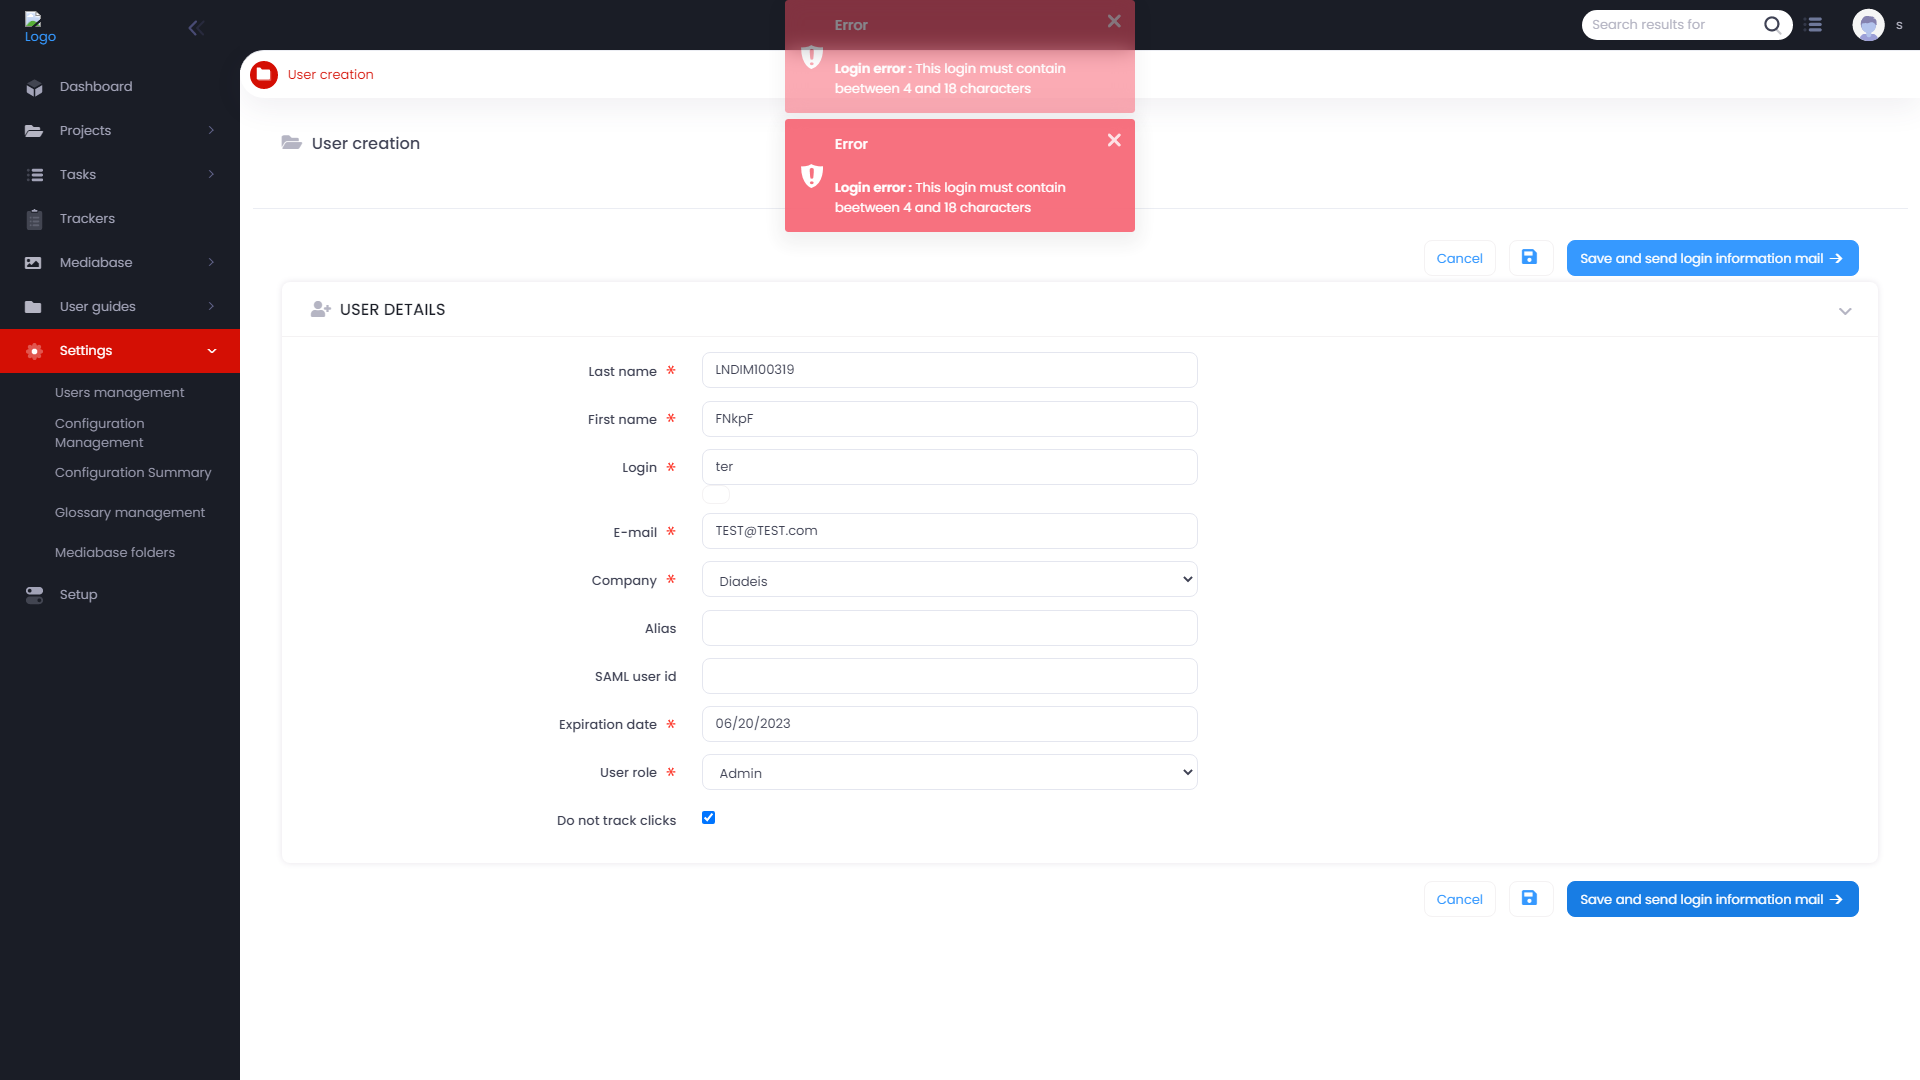 Logo
Search results for
s
Error
Login error : This login must contain
beetween 4 and 18 characters
Error
Login error : This login must contain
beetween 4 and 18 characters
Dashboard
Projects
Tasks
Trackers
Mediabase
User guides
Settings
Users management
Configuration
Management
Configuration Summary
Glossary management
Mediabase folders
Setup
User creation
User creation
Cancel
Save and send login information mail
USER DETAILS
Last name * LNDIM100319
First name * FNkpF
Login * ter
E-mail * TEST@TEST.com
Company * Diadeis
Alias
SAML user id
Expiration date * 06/20/2023
User role * Admin
Do not track clicks
Cancel
Save and send login information mail